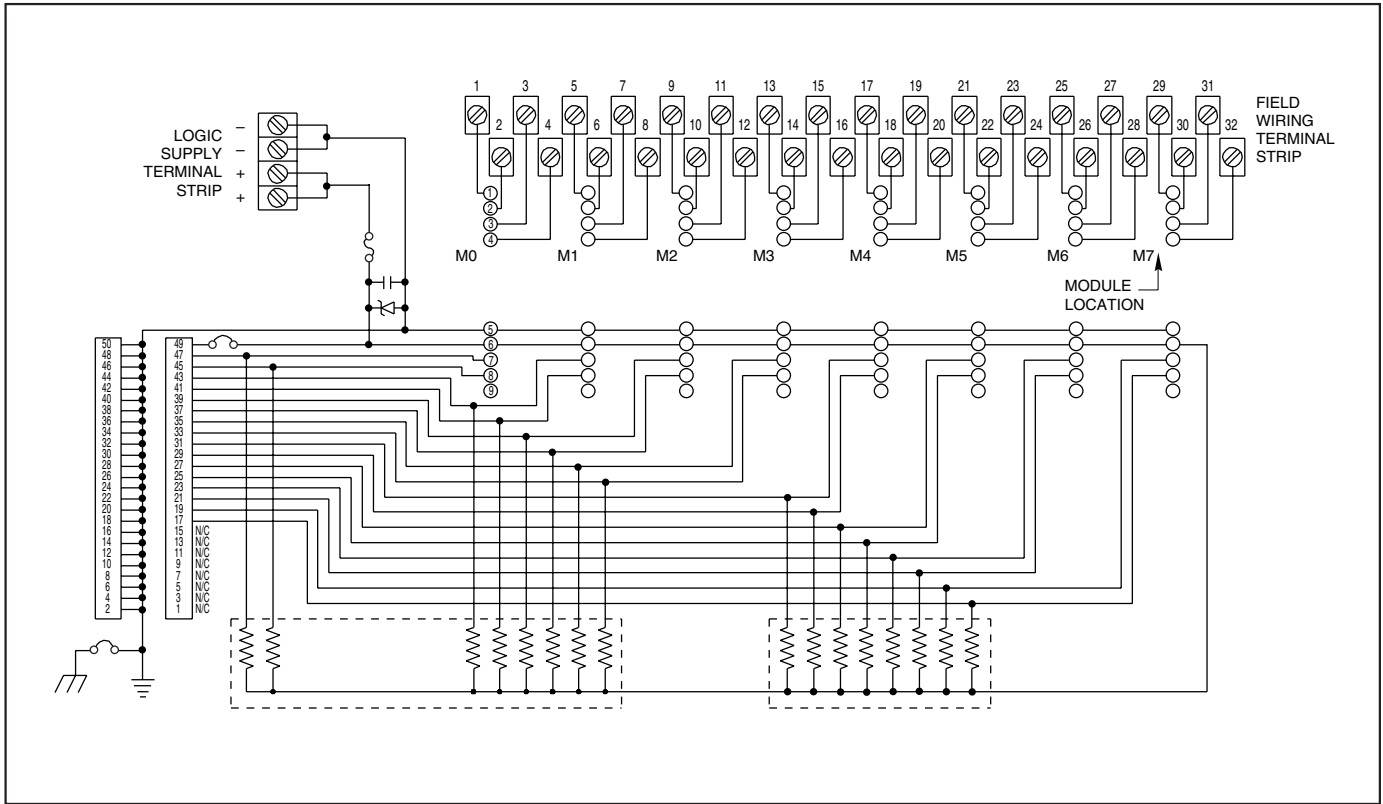 1 3 5 7 9 11 13 15 17 19 21 23 25 27 29 31
2 4 6 8 10 12 14 16 18 20 22 24 26 28 30 32
FIELD
WIRING
TERMINAL
STRIP
LOGIC
SUPPLY
TERMINAL
STRIP
–
–
+
+
1
2
3
4
M0 M1 M2 M3 M4 M5 M6 M7
MODULE
LOCATION
5
6
7
8
9
50 49
48 47
46 45
44 43
42 41
40 39
38 37
36 35
34 33
32 31
30 29
28 27
26 25
24 23
22 21
20 19
18 17
16 15 N/C
14 13 N/C
12 11 N/C
10 9 N/C
8 7 N/C
6 5 N/C
4 3 N/C
2 1 N/C